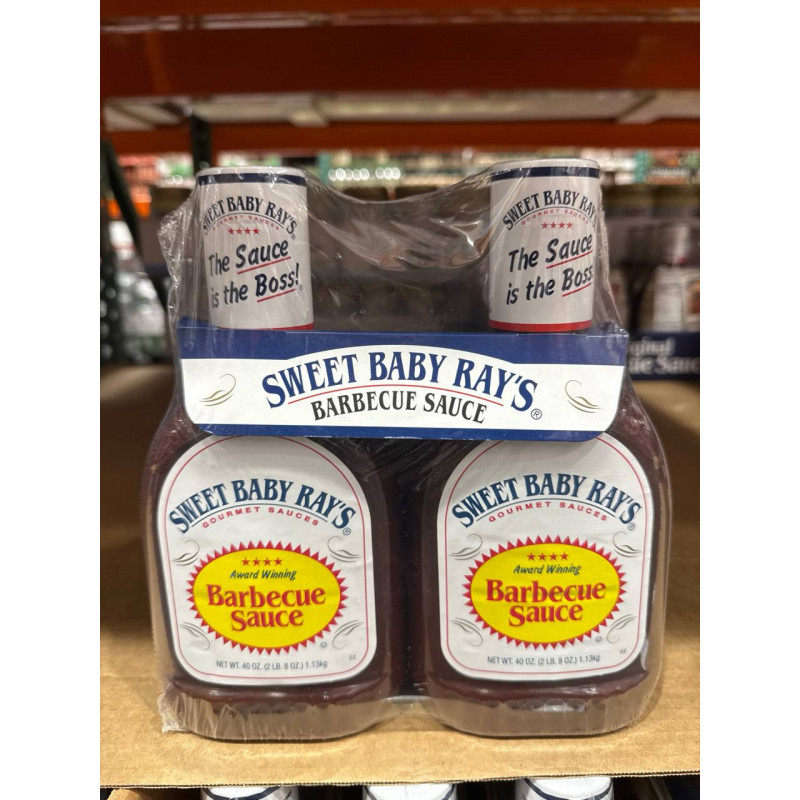 SWEET BABY RAY'S
GOURMET SAUCES
The Sauce
is the Boss!
SWEET BABY RAY'S
GOURMET SAUCES
The Sauce
is the Boss!
SWEET BABY RAY'S®
BARBECUE SAUCE
SWEET BABY RAY'S®
GOURMET SAUCES
Award Winning
Barbecue
Sauce
NET WT. 40 OZ. (2 LB. 8 OZ.) 1.13kg
SWEET BABY RAY'S®
GOURMET SAUCES
Award Winning
Barbecue
Sauce
NET WT. 40 OZ. (2 LB. 8 OZ.) 1.13kg